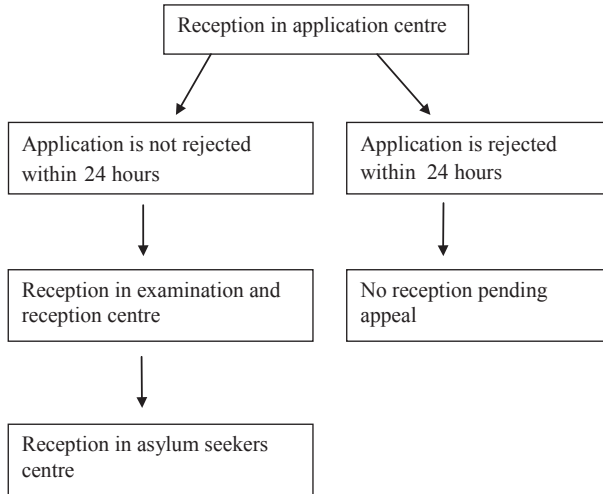 Reception in application centre
Application is not rejected
within 24 hours
Application is rejected
within  24 hours
Reception in examination and
reception centre
No reception pending
appeal
Reception in asylum seekers
centre